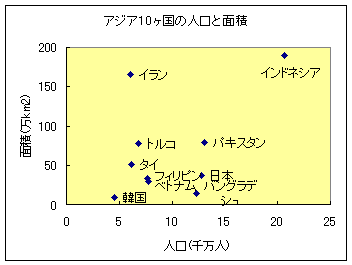 アジア10ヶ国の人口と面積
面積(万km2)
200
150
100
50
0
イラン
インドネシア
トルコ
パキスタン
タイ
フィリピン
日本
ベトナム
バングラデ
シュ
韓国
0
5
10
15
20
25
人口(千万人)